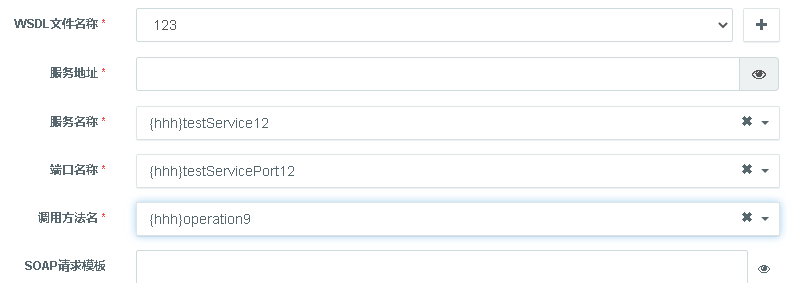 WSDL文件名称 * 123
服务地址 *
服务名称 * {hhh}testService12
端口名称 * {hhh}testServicePort12
调用方法名 * {hhh}operation9
SOAP请求模板